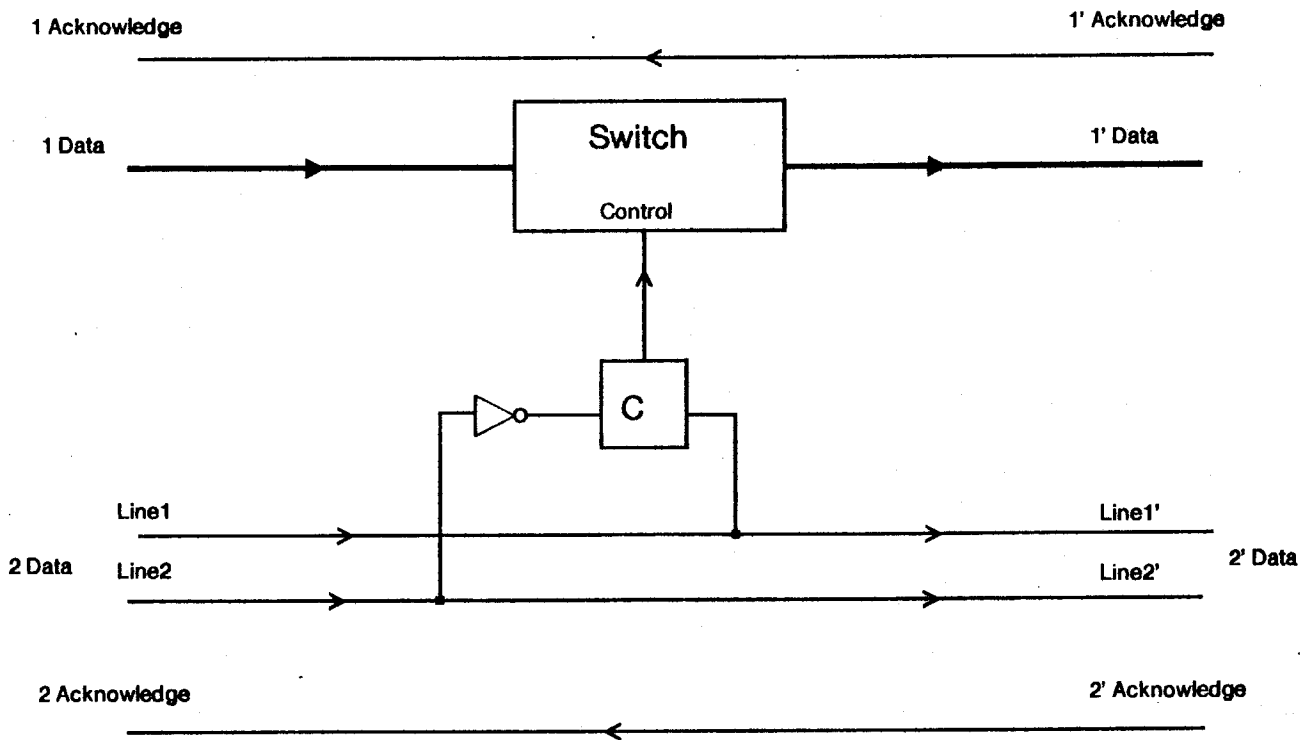 1 Acknowledge
1' Acknowledge
1 Data
Switch
1' Data
Control
C
Line1
Line1'
2 Data
2' Data
Line2
Line2'
2 Acknowledge
2' Acknowledge